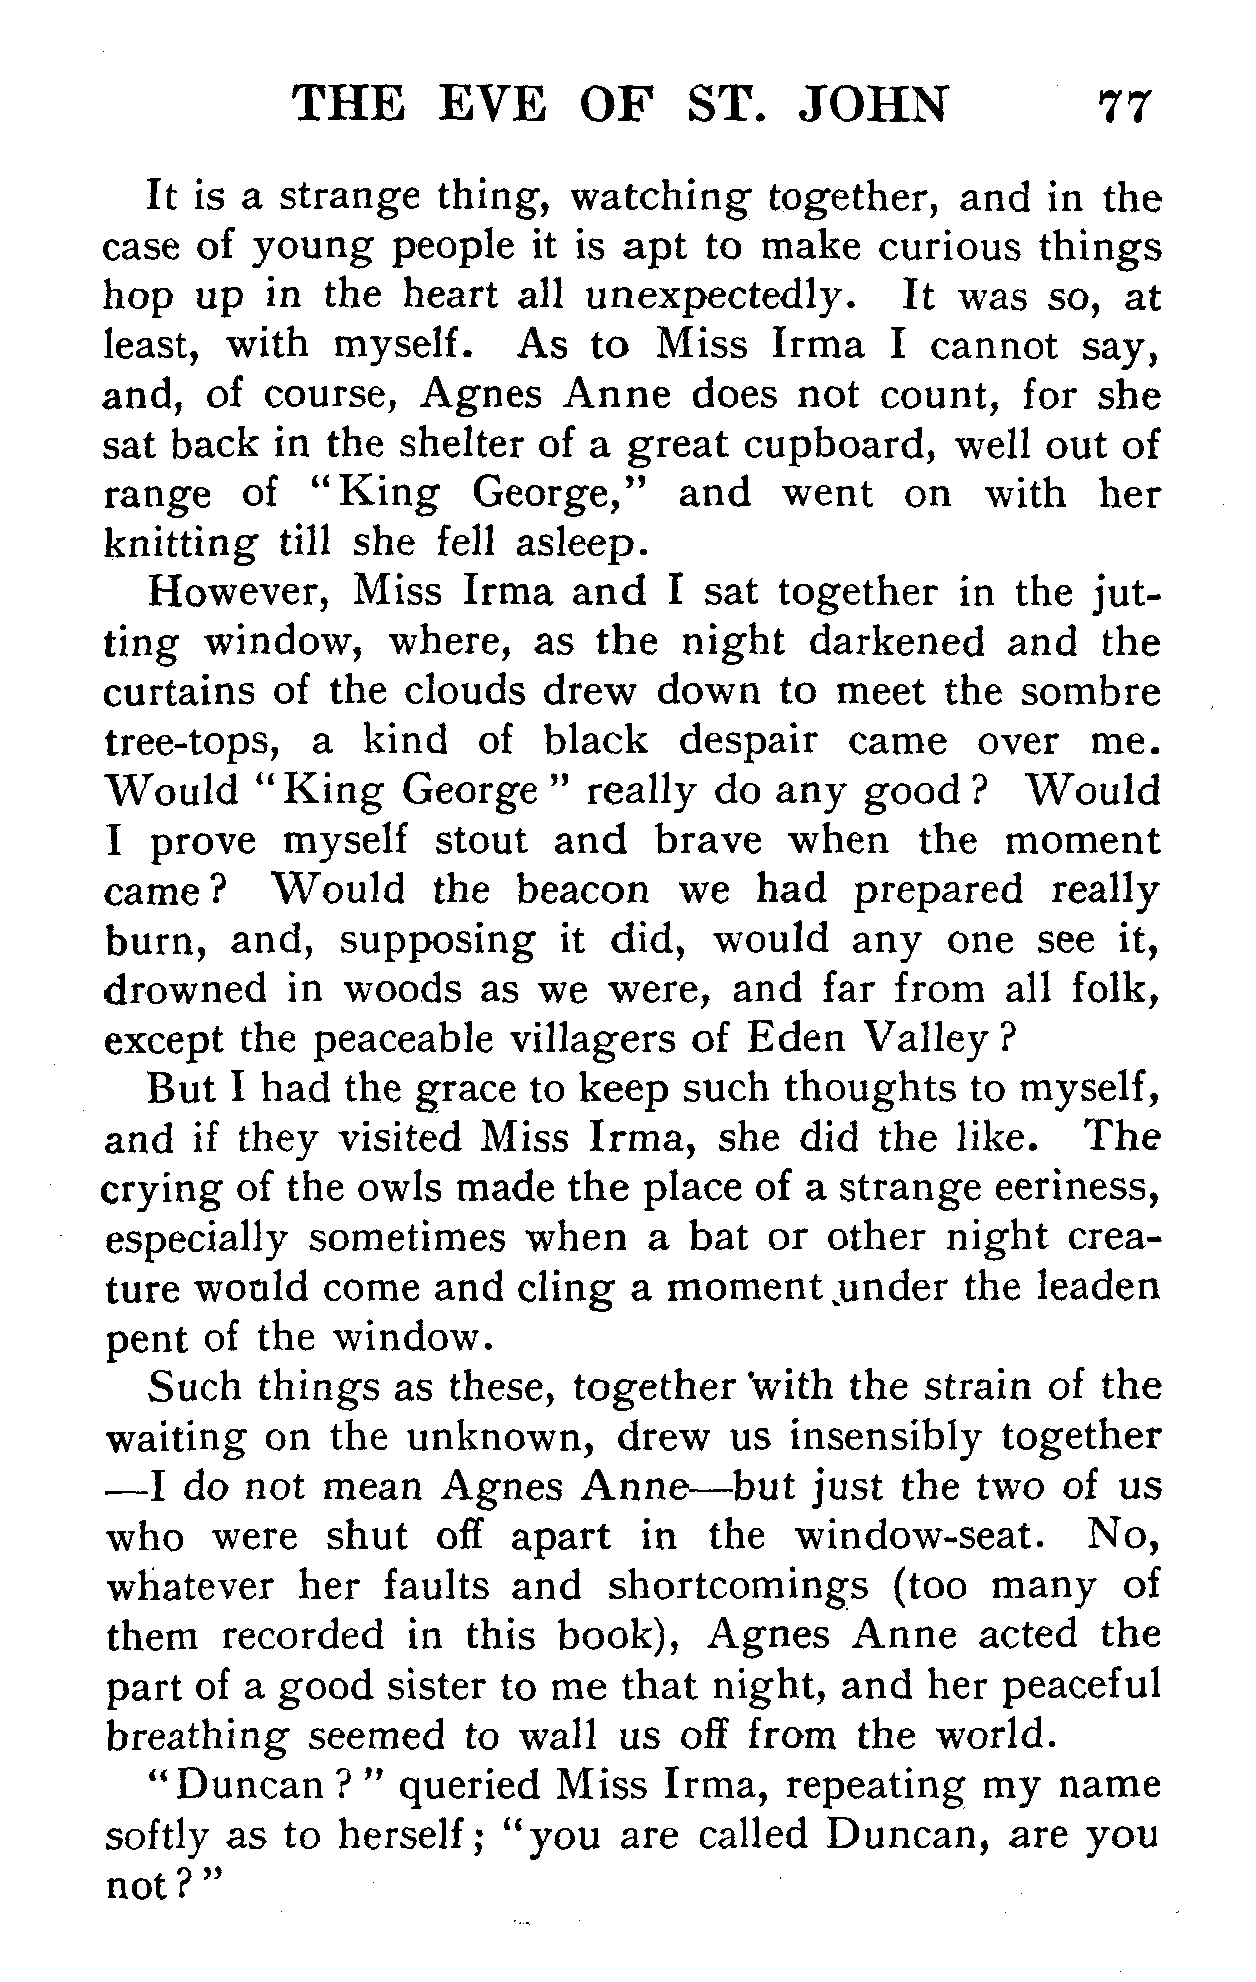 THE EVE OF ST. JOHN 77
It is a strange thing, watching together, and in the
case of young people it is apt to make curious things
hop up in the heart all unexpectedly. It was so, at
least, with myself. As to Miss Irma I cannot say,
and, of course, Agnes Anne does not count, for she
sat back in the shelter of a great cupboard, well out of
range of "King George," and went on with her
knitting till she fell asleep.
However, Miss Irma and I sat together in the jut-
ting window, where, as the night darkened and the
curtains of the clouds drew down to meet the sombre
tree-tops, a kind of black despair came over me.
Would "King George" really do any good? Would
I prove myself stout and brave when the moment
came? Would the beacon we had prepared really
burn, and, supposing it did, would any one see it,
drowned in woods as we were, and far from all folk,
except the peaceable villagers of Eden Valley?
But I had the grace to keep such thoughts to myself,
and if they visited Miss Irma, she did the like. The
crying of the owls made the place of a strange eeriness,
especially sometimes when a bat or other night crea-
ture would come and cling a moment under the leaden
pent of the window.
Such things as these, together with the strain of the
waiting on the unknown, drew us insensibly together
—I do not mean Agnes Anne—but just the two of us
who were shut off apart in the window-seat. No,
whatever her faults and shortcomings (too many of
them recorded in this book), Agnes Anne acted the
part of a good sister to me that night, and her peaceful
breathing seemed to wall us off from the world.
"Duncan?" queried Miss Irma, repeating my name
softly as to herself; "you are called Duncan, are you
not?"